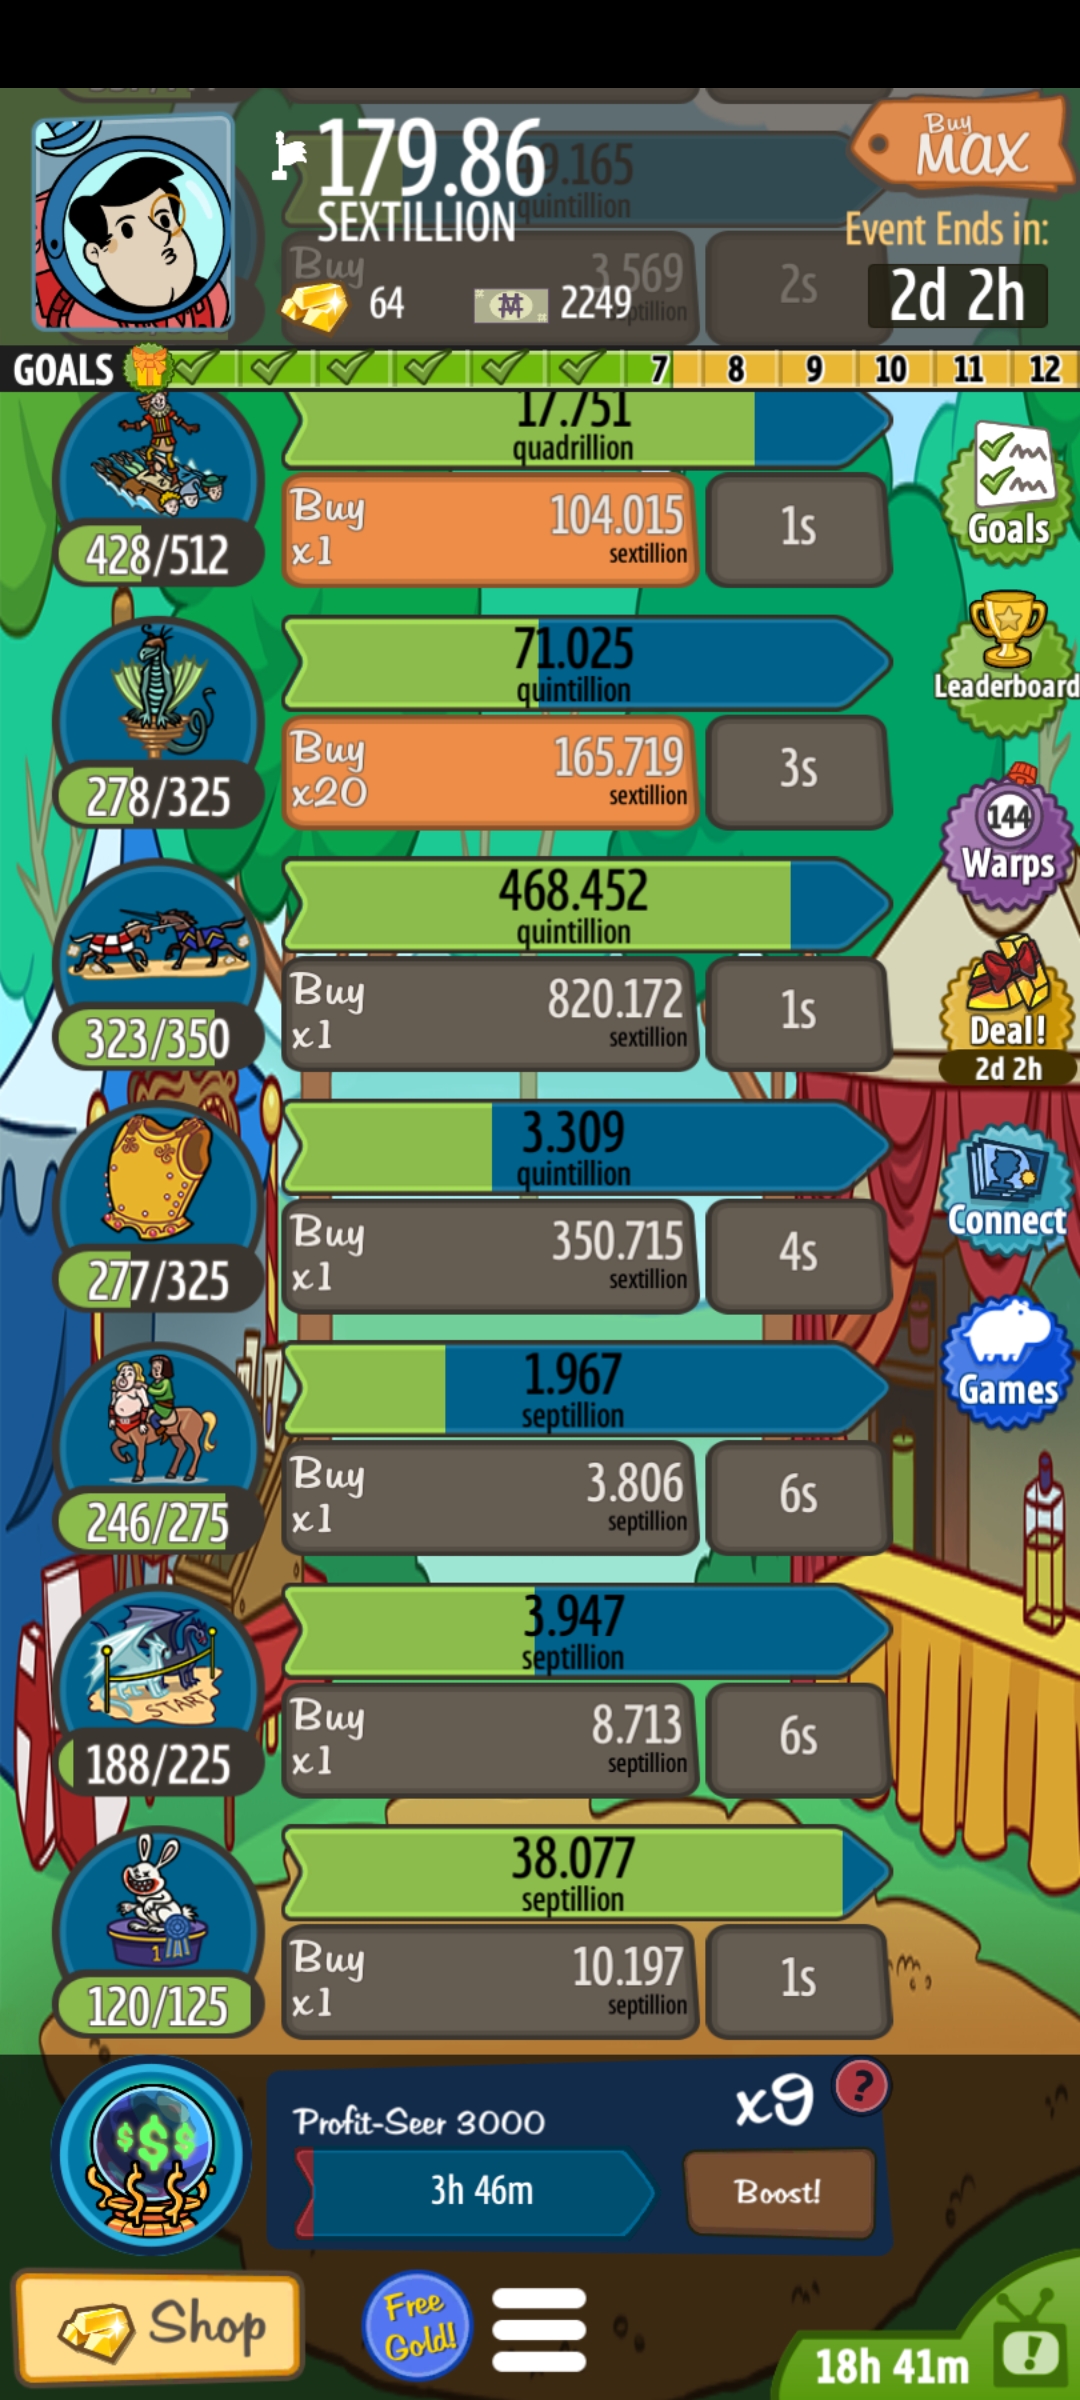 179.86
SEXTILLION
Buy
MAX
9.165
quintillion
Event Ends in:
2d 2h
Buy
3.569
2s
64
2249
GOALS 7 8 9 10 11 12
17.751
quadrillion
428/512
Buy
x1
104.015
sextillion
1s
Goals
71.025
quintillion
278/325
Buy
x20
165.719
sextillion
3s
Leaderboard
144
Warps
468.452
quintillion
323/350
Buy
x1
820.172
sextillion
1s
Deal!
2d 2h
3.309
quintillion
277/325
Buy
x1
350.715
sextillion
4s
Connect
1.967
septillion
246/275
Buy
x1
3.806
septillion
6s
Games
3.947
septillion
START
188/225
Buy
x1
8.713
septillion
6s
38.077
septillion
1
120/125
Buy
x1
10.197
septillion
1s
$$$
Profit-Seer 3000
x9
?
3h 46m
Boost!
Shop
Free
Gold!
18h 41m
!